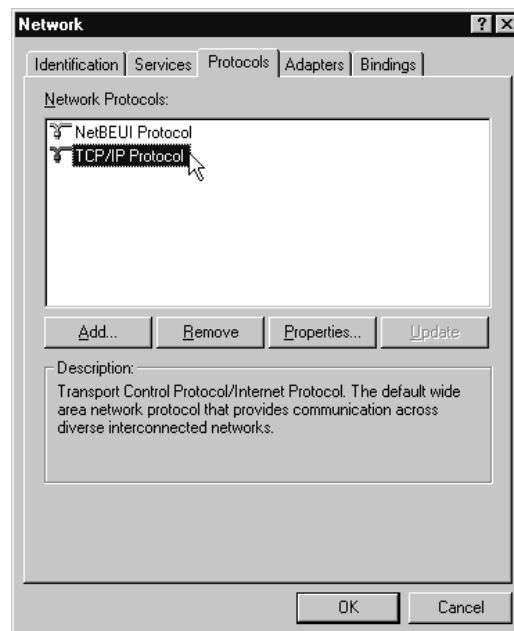 Network
Identification Services Protocols Adapters Bindings
Network Protocols:
NetBEUI Protocol
TCP/IP Protocol
Add... Remove Properties... Update
Description:
Transport Control Protocol/Internet Protocol. The default wide
area network protocol that provides communication across
diverse interconnected networks.
OK Cancel